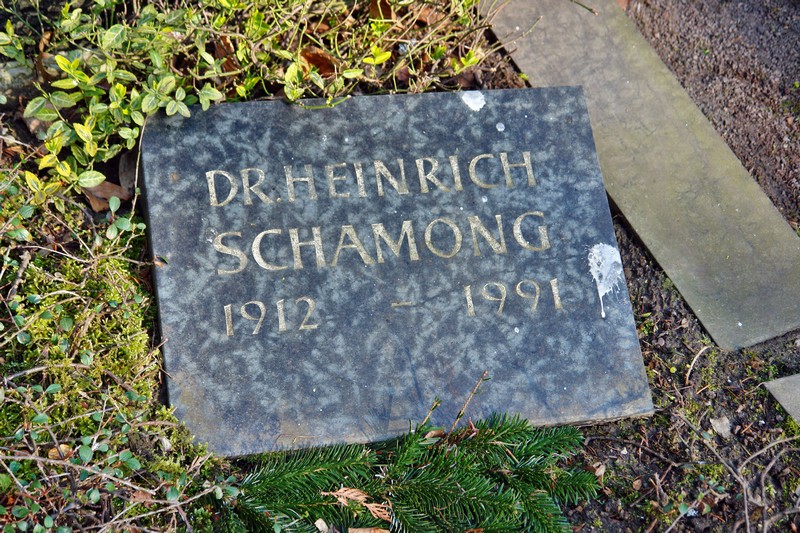 DR. HEINRICH
SCHAMONG
1912 - 1991